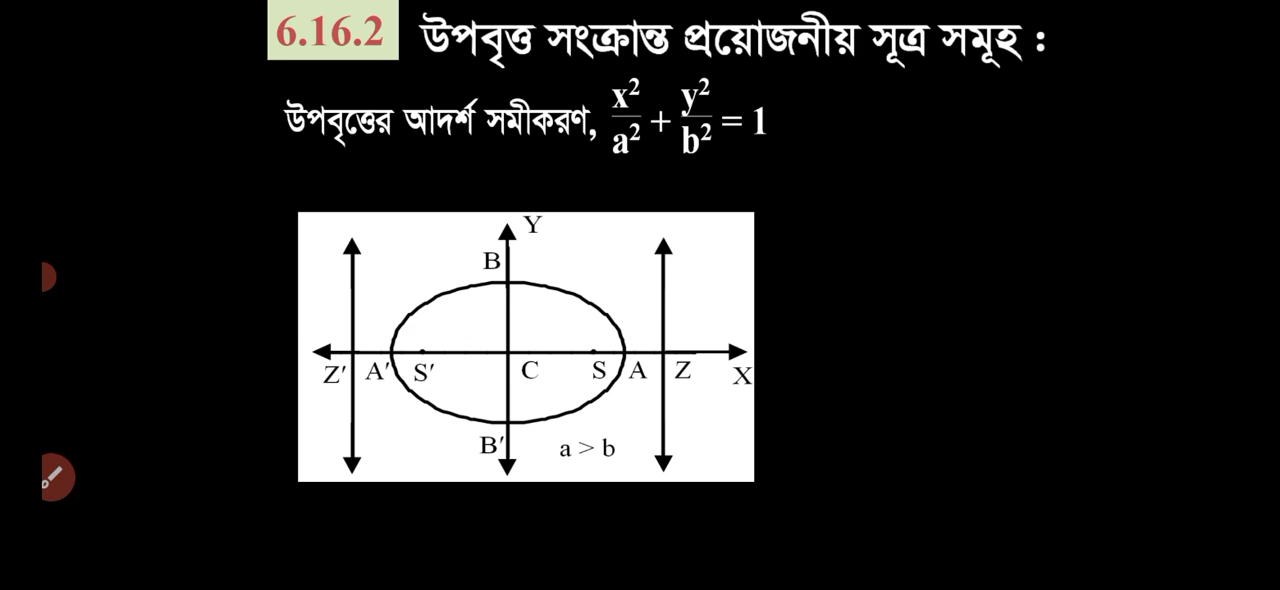 6.16.2 উপবৃত্ত সংক্রান্ত প্রয়োজনীয় সূত্র সমূহ :
উপবৃত্তের আদর্শ সমীকরণ, x²/a² + y²/b² = 1
Y
B
Z′ A′ S′ C S A Z X
B′ a > b